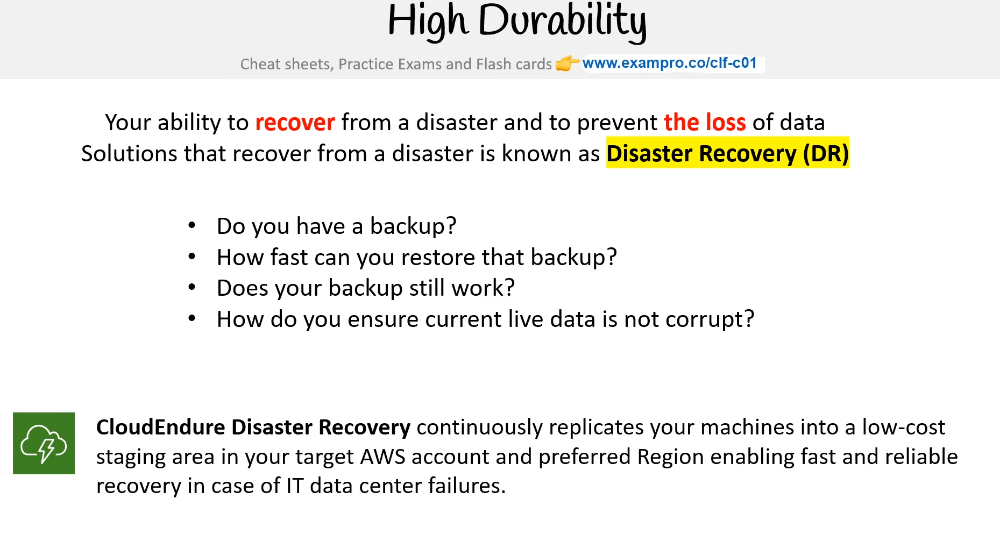 High Durability
Cheat sheets, Practice Exams and Flash cards 👉 www.exampro.co/clf-c01
Your ability to recover from a disaster and to prevent the loss of data
Solutions that recover from a disaster is known as Disaster Recovery (DR)
• Do you have a backup?
• How fast can you restore that backup?
• Does your backup still work?
• How do you ensure current live data is not corrupt?
CloudEndure Disaster Recovery continuously replicates your machines into a low-cost
staging area in your target AWS account and preferred Region enabling fast and reliable
recovery in case of IT data center failures.